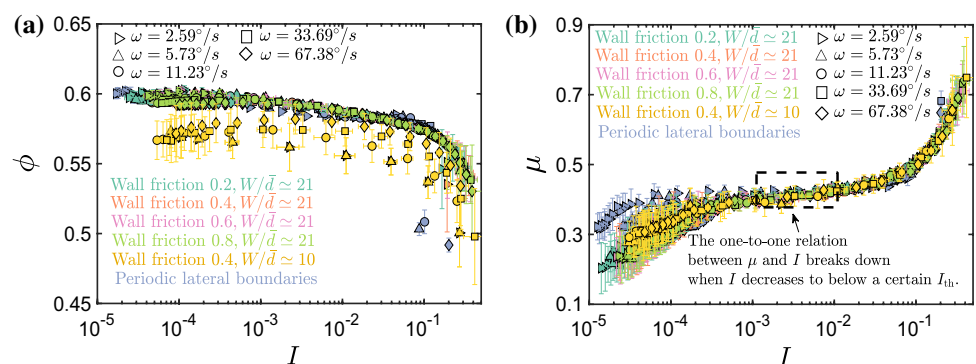 (a)
ω = 2.59°/s
ω = 33.69°/s
ω = 5.73°/s
ω = 67.38°/s
ω = 11.23°/s
0.65
0.6
0.55
0.5
0.45
ϕ
Wall friction 0.2, W/d̄ ≃ 21
Wall friction 0.4, W/d̄ ≃ 21
Wall friction 0.6, W/d̄ ≃ 21
Wall friction 0.8, W/d̄ ≃ 21
Wall friction 0.4, W/d̄ ≃ 10
Periodic lateral boundaries
10⁻⁵ 10⁻⁴ 10⁻³ 10⁻² 10⁻¹
I
(b)
Wall friction 0.2, W/d̄ ≃ 21
Wall friction 0.4, W/d̄ ≃ 21
Wall friction 0.6, W/d̄ ≃ 21
Wall friction 0.8, W/d̄ ≃ 21
Wall friction 0.4, W/d̄ ≃ 10
Periodic lateral boundaries
ω = 2.59°/s
ω = 5.73°/s
ω = 11.23°/s
ω = 33.69°/s
ω = 67.38°/s
0.9
0.7
0.5
0.3
0.1
μ
The one-to-one relation
between μ and I breaks down
when I decreases to below a certain Iₜₕ.
10⁻⁵ 10⁻⁴ 10⁻³ 10⁻² 10⁻¹
I